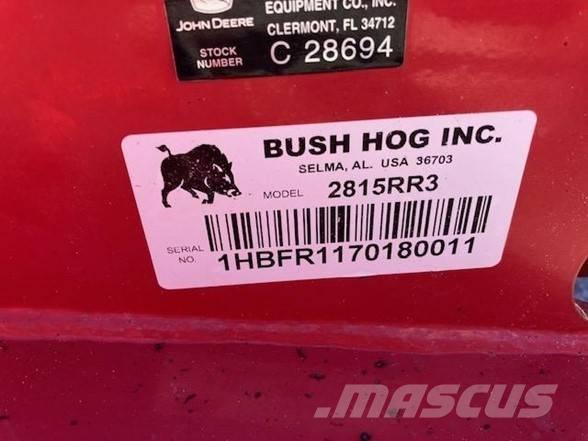 EQUIPMENT CO., INC.
JOHN DEERE
CLERMONT, FL 34712
STOCK NUMBER C 28694
BUSH HOG INC.
SELMA, AL. USA 36703
MODEL 2815RR3
SERIAL NO. 1HBFR1170180011
MASCUS